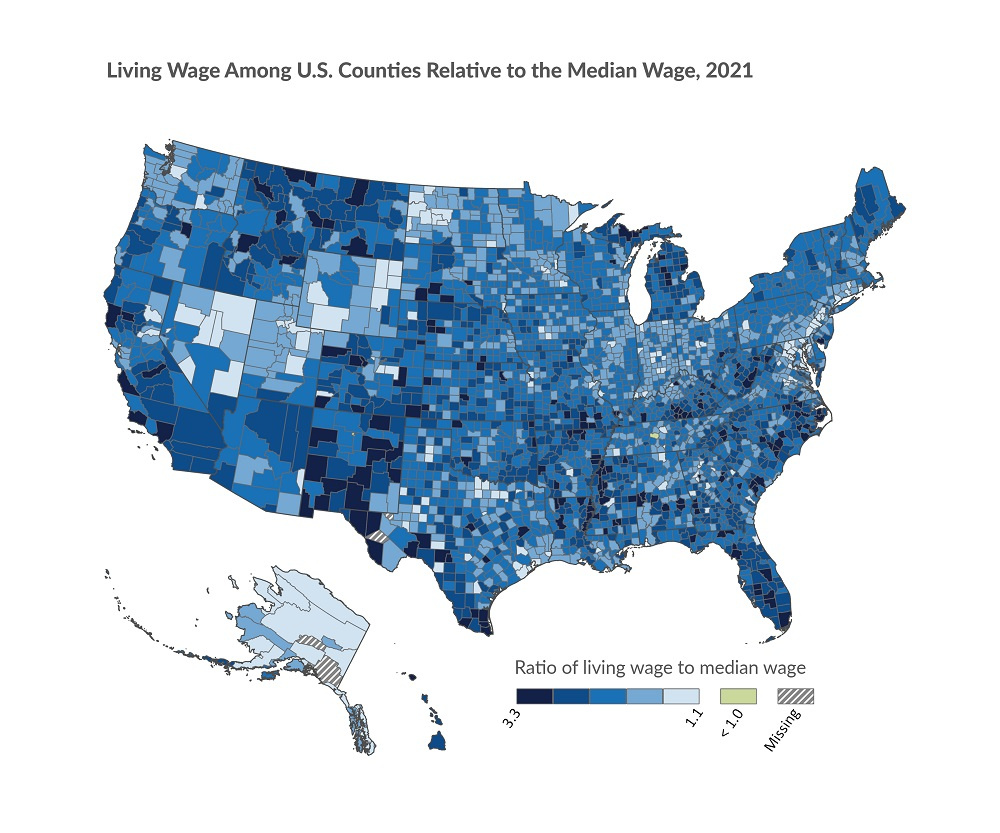 Living Wage Among U.S. Counties Relative to the Median Wage, 2021
Ratio of living wage to median wage
3.3
1.1
< 1.0
Missing